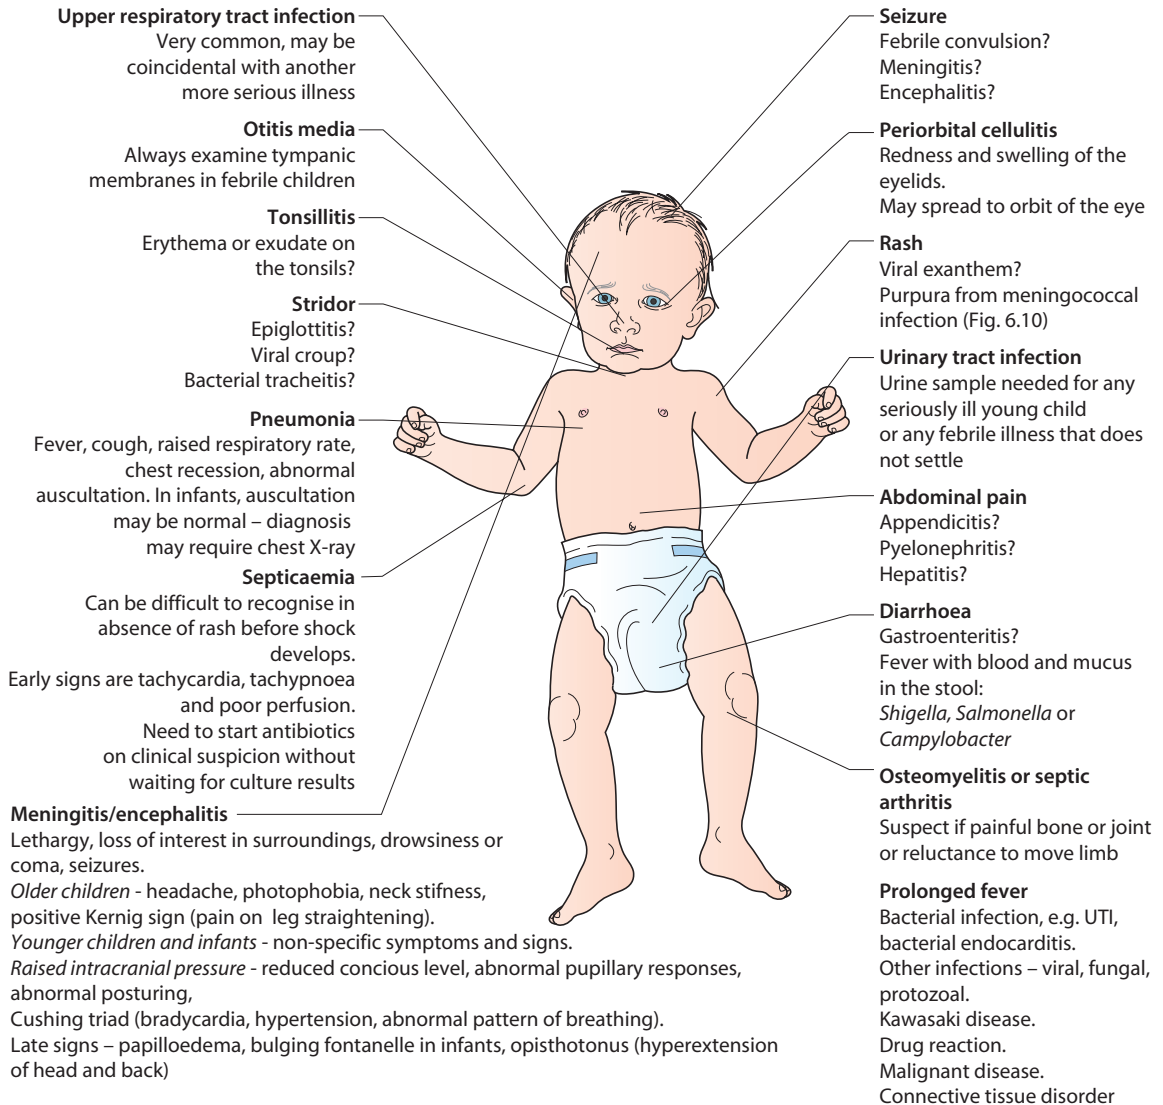 Upper respiratory tract infection
Very common, may be
coincidental with another
more serious illness
Otitis media
Always examine tympanic
membranes in febrile children
Tonsillitis
Erythema or exudate on
the tonsils?
Stridor
Epiglottitis?
Viral croup?
Bacterial tracheitis?
Pneumonia
Fever, cough, raised respiratory rate,
chest recession, abnormal
auscultation. In infants, auscultation
may be normal – diagnosis
may require chest X-ray
Septicaemia
Can be difficult to recognise in
absence of rash before shock
develops.
Early signs are tachycardia, tachypnoea
and poor perfusion.
Need to start antibiotics
on clinical suspicion without
waiting for culture results
Meningitis/encephalitis
Lethargy, loss of interest in surroundings, drowsiness or
coma, seizures.
Older children - headache, photophobia, neck stifness,
positive Kernig sign (pain on leg straightening).
Younger children and infants - non-specific symptoms and signs.
Raised intracranial pressure - reduced concious level, abnormal pupillary responses,
abnormal posturing,
Cushing triad (bradycardia, hypertension, abnormal pattern of breathing).
Late signs – papilloedema, bulging fontanelle in infants, opisthotonus (hyperextension
of head and back)
Seizure
Febrile convulsion?
Meningitis?
Encephalitis?
Periorbital cellulitis
Redness and swelling of the
eyelids.
May spread to orbit of the eye
Rash
Viral exanthem?
Purpura from meningococcal
infection (Fig. 6.10)
Urinary tract infection
Urine sample needed for any
seriously ill young child
or any febrile illness that does
not settle
Abdominal pain
Appendicitis?
Pyelonephritis?
Hepatitis?
Diarrhoea
Gastroenteritis?
Fever with blood and mucus
in the stool:
Shigella, Salmonella or
Campylobacter
Osteomyelitis or septic
arthritis
Suspect if painful bone or joint
or reluctance to move limb
Prolonged fever
Bacterial infection, e.g. UTI,
bacterial endocarditis.
Other infections – viral, fungal,
protozoal.
Kawasaki disease.
Drug reaction.
Malignant disease.
Connective tissue disorder